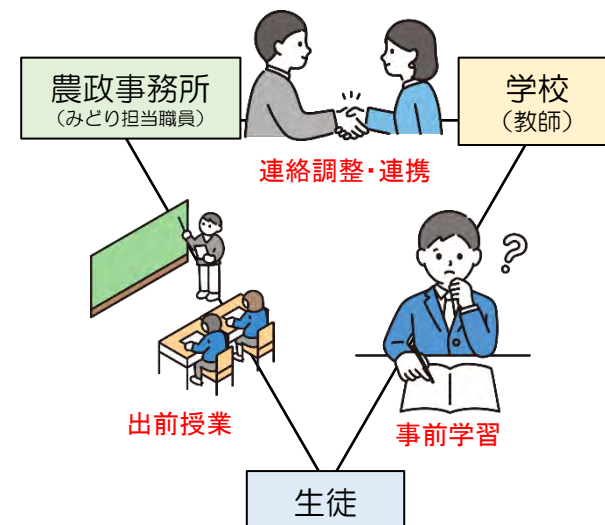 農政事務所
（みどり担当職員）
学校
（教師）
連絡調整・連携
?
出前授業
事前学習
生徒